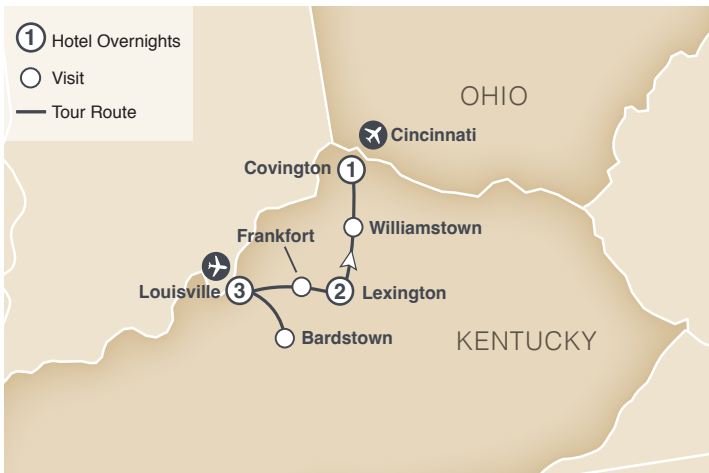 1 Hotel Overnights
Visit
Tour Route
OHIO
Cincinnati
Covington 1
Williamstown
Frankfort
Louisville 3
2 Lexington
Bardstown
KENTUCKY